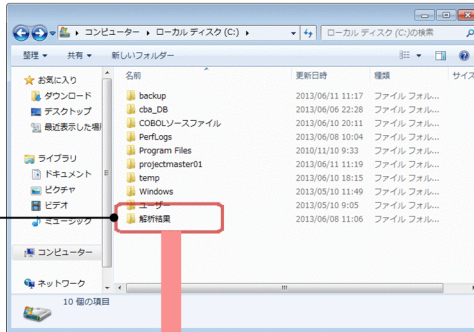 コンピューター ▸ ローカル ディスク (C:) ▸
ローカル ディスク (C:)の検索
整理 ▼ 共有 ▼ 新しいフォルダー
お気に入り
ダウンロード
デスクトップ
最近表示した場
ライブラリ
ドキュメント
ピクチャ
ビデオ
ミュージック
コンピューター
ネットワーク
名前 更新日時 種類 サイズ
backup 2013/06/11 11:17 ファイル フォル...
cba_DB 2013/06/06 22:28 ファイル フォル...
COBOLソースファイル 2013/06/10 20:11 ファイル フォル...
PerfLogs 2013/06/08 10:04 ファイル フォル...
Program Files 2010/11/10 9:33 ファイル フォル...
projectmaster01 2013/06/11 11:19 ファイル フォル...
temp 2013/06/10 18:15 ファイル フォル...
Windows 2013/05/10 11:49 ファイル フォル...
ユーザー 2013/05/10 9:05 ファイル フォル...
解析結果 2013/06/08 11:06 ファイル フォル...
10 個の項目